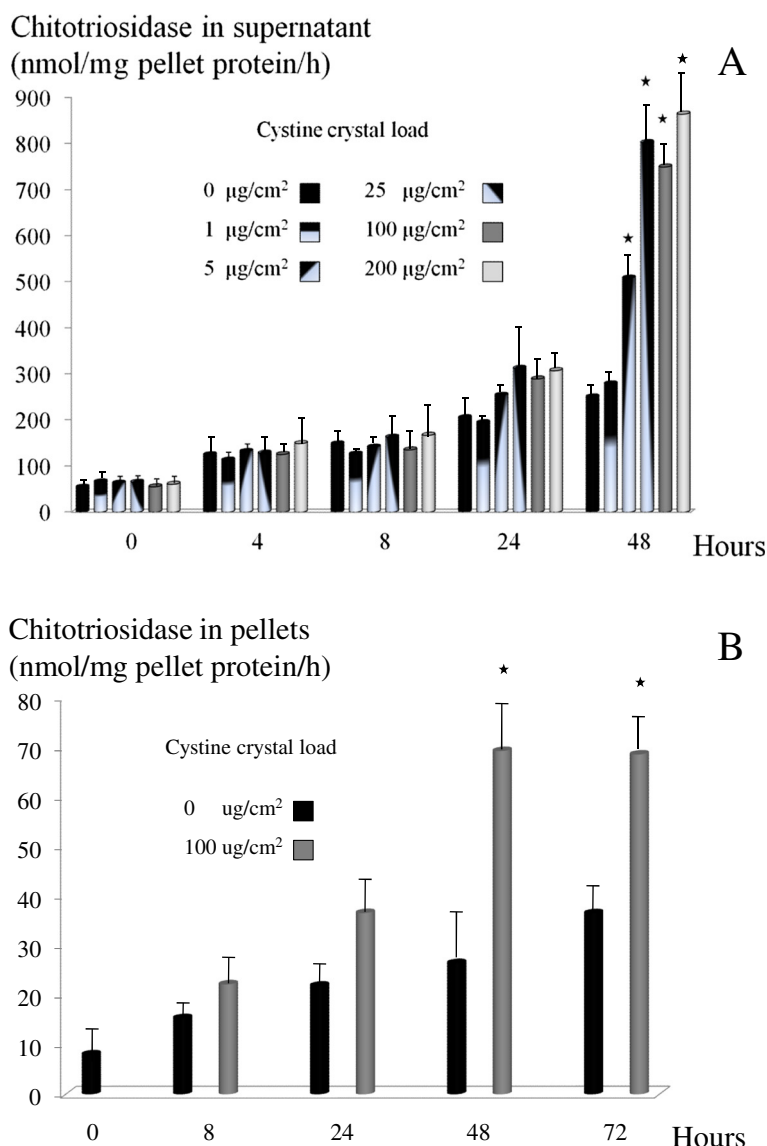 Chitotriosidase in supernatant
(nmol/mg pellet protein/h)
A
★
★
★
★
900
800
700
600
500
400
300
200
100
0
Cystine crystal load
0 μg/cm²
25 μg/cm²
1 μg/cm²
100 μg/cm²
5 μg/cm²
200 μg/cm²
0 4 8 24 48 Hours
Chitotriosidase in pellets
(nmol/mg pellet protein/h)
B
★
★
80
70
60
50
40
30
20
10
0
Cystine crystal load
0 ug/cm²
100 ug/cm²
0 8 24 48 72 Hours